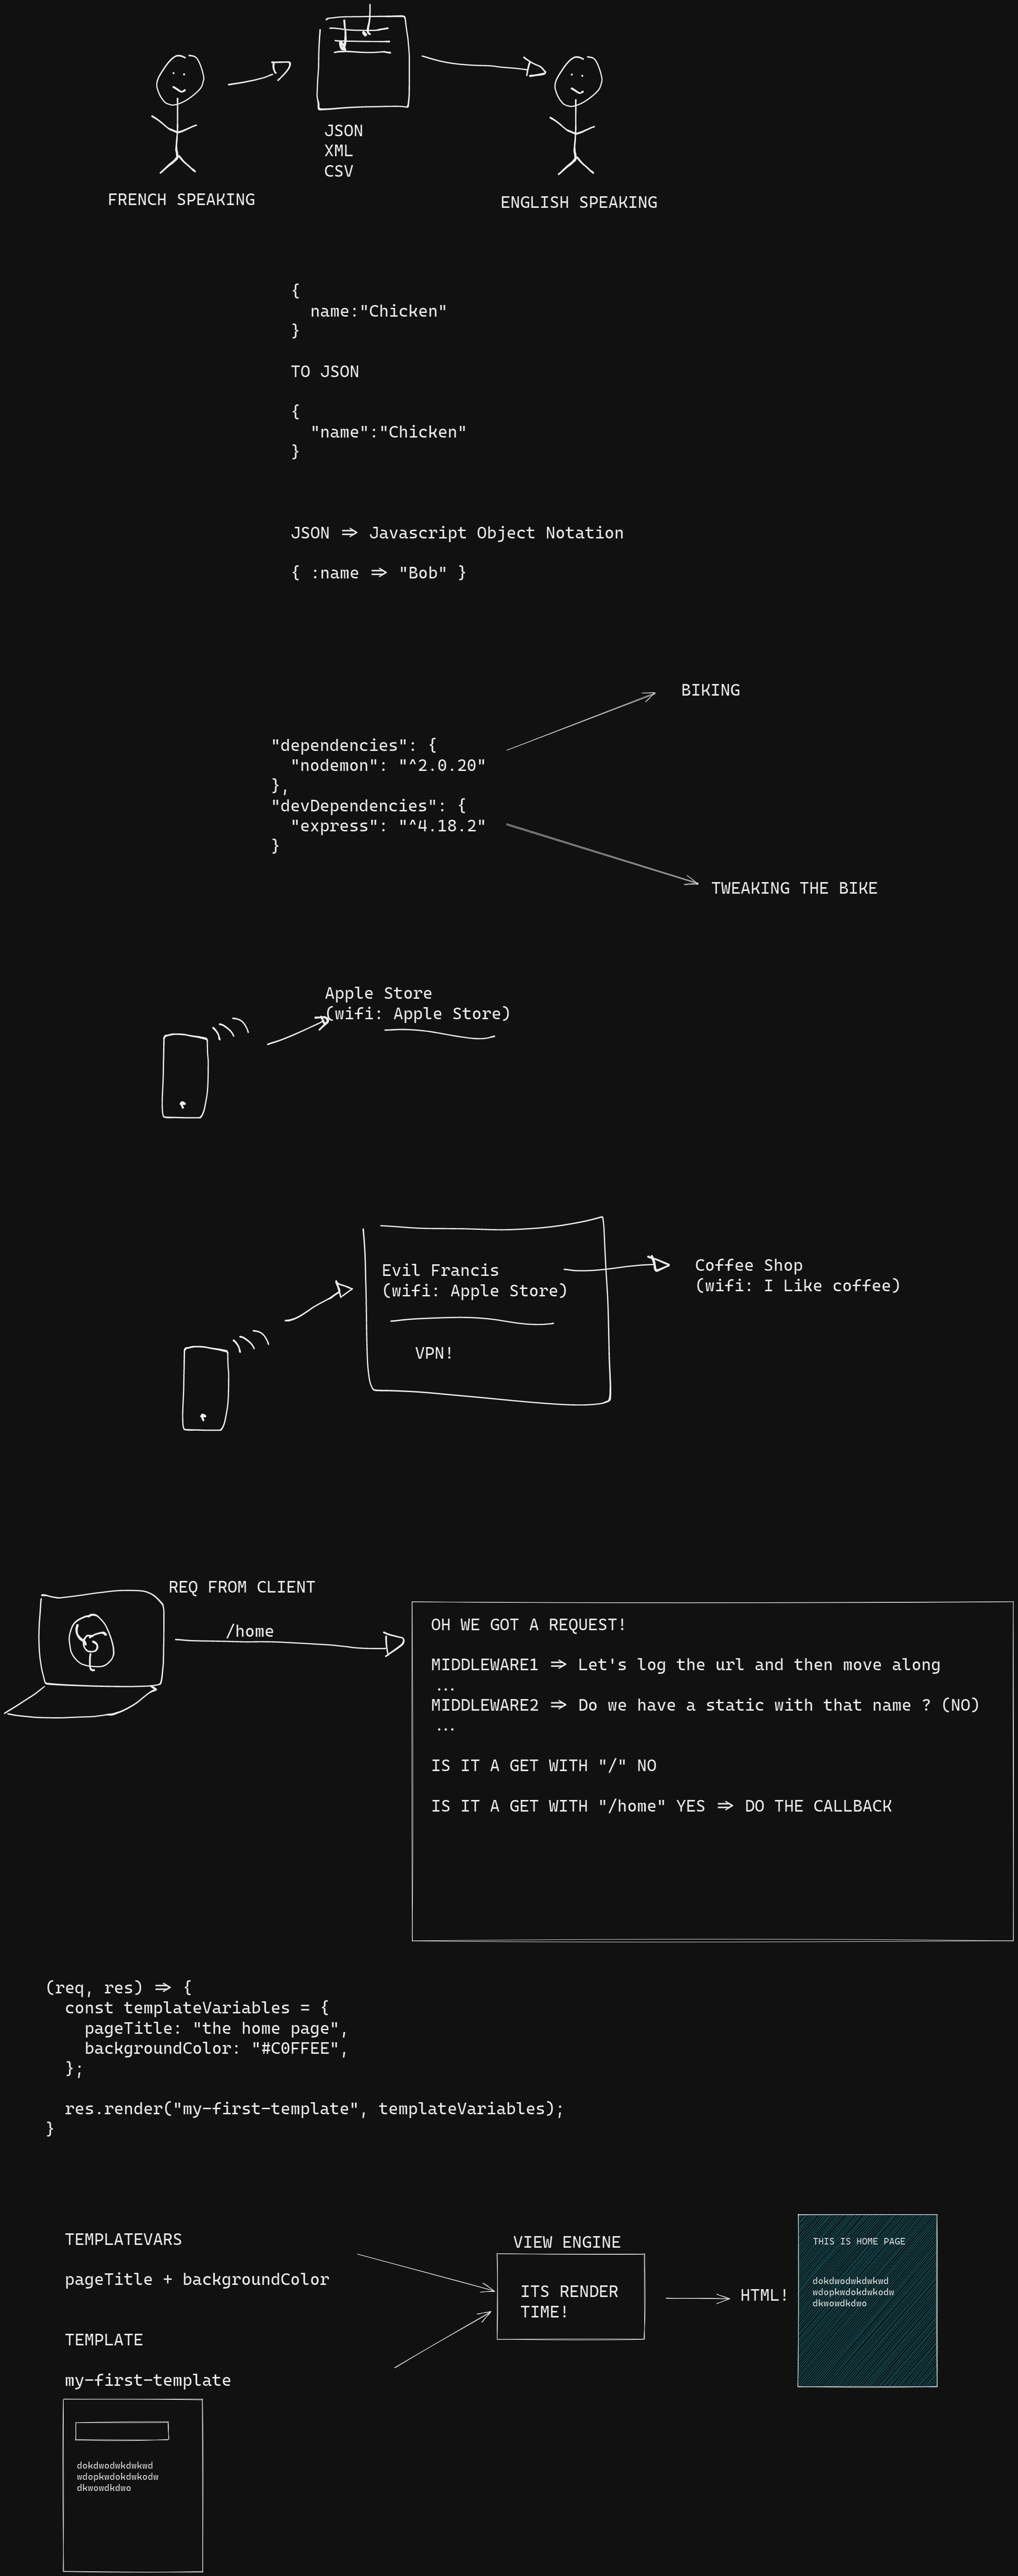 JSON
XML
CSV
FRENCH SPEAKING
ENGLISH SPEAKING
{
name:"Chicken"
}
TO JSON
{
"name":"Chicken"
}
JSON => Javascript Object Notation
{ :name => "Bob" }
BIKING
"dependencies": {
"nodemon": "^2.0.20"
},
"devDependencies": {
"express": "^4.18.2"
}
TWEAKING THE BIKE
Apple Store
(wifi: Apple Store)
Evil Francis
(wifi: Apple Store)
VPN!
Coffee Shop
(wifi: I Like coffee)
REQ FROM CLIENT
/home
OH WE GOT A REQUEST!
MIDDLEWARE1 => Let's log the url and then move along
...
MIDDLEWARE2 => Do we have a static with that name ? (NO)
...
IS IT A GET WITH "/" NO
IS IT A GET WITH "/home" YES => DO THE CALLBACK
(req, res) => {
const templateVariables = {
pageTitle: "the home page",
backgroundColor: "#C0FFEE",
};
res.render("my-first-template", templateVariables);
}
TEMPLATEVARS
pageTitle + backgroundColor
TEMPLATE
my-first-template
dokdwodwkdwkwd
wdopkwdokdwkodw
dkwowdkdwo
VIEW ENGINE
ITS RENDER
TIME!
HTML!
THIS IS HOME PAGE
dokdwodwkdwkwd
wdopkwdokdwkodw
dkwowdkdwo